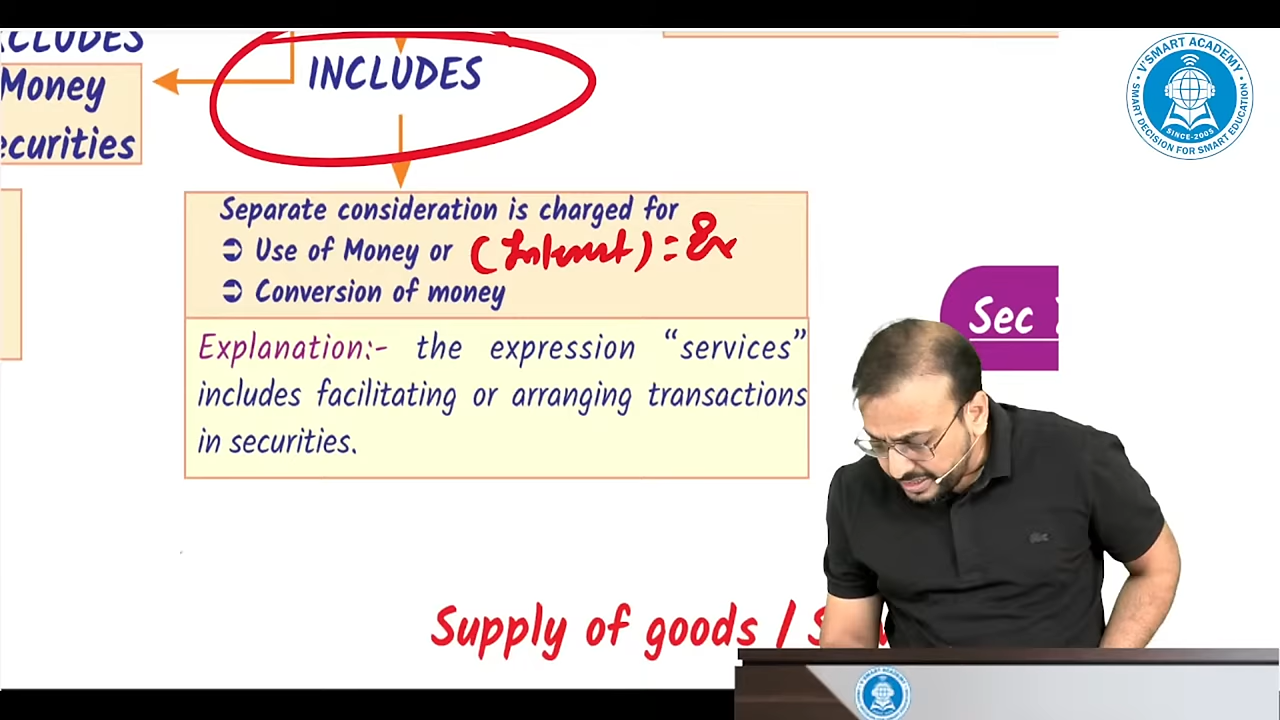 XCLUDES
Money
ecurities
INCLUDES
Separate consideration is charged for
➲ Use of Money or (Interest) = Ex
➲ Conversion of money
Explanation:- the expression “services”
includes facilitating or arranging transactions
in securities.
Sec
Supply of goods / S
V'SMART ACADEMY
SINCE-2005
SMART DECISION FOR SMART EDUCATION